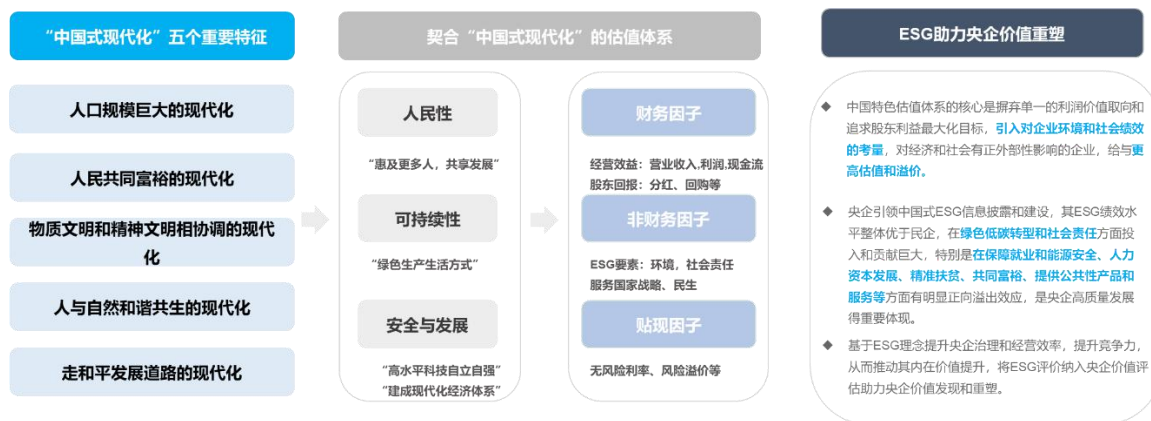 “中国式现代化”五个重要特征
人口规模巨大的现代化
人民共同富裕的现代化
物质文明和精神文明相协调的现代
化
人与自然和谐共生的现代化
走和平发展道路的现代化
契合“中国式现代化”的估值体系
人民性
“惠及更多人，共享发展”
可持续性
“绿色生产生活方式”
安全与发展
“高水平科技自立自强”
“建成现代化经济体系”
财务因子
经营效益：营业收入,利润,现金流
股东回报：分红、回购等
非财务因子
ESG要素：环境，社会责任
服务国家战略、民生
贴现因子
无风险利率、风险溢价等
ESG助力央企价值重塑
◆ 中国特色估值体系的核心是摒弃单一的利润价值取向和
追求股东利益最大化目标，引入对企业环境和社会绩效
的考量，对经济和社会有正外部性影响的企业，给与更
高估值和溢价。
◆ 央企引领中国式ESG信息披露和建设，其ESG绩效水
平整体优于民企，在绿色低碳转型和社会责任方面投
入和贡献巨大，特别是在保障就业和能源安全、人力
资本发展、精准扶贫、共同富裕、提供公共性产品和
服务等方面有明显正向溢出效应，是央企高质量发展
得重要体现。
◆ 基于ESG理念提升央企治理和经营效率，提升竞争力，
从而推动其内在价值提升，将ESG评价纳入央企价值评
估助力央企价值发现和重塑。